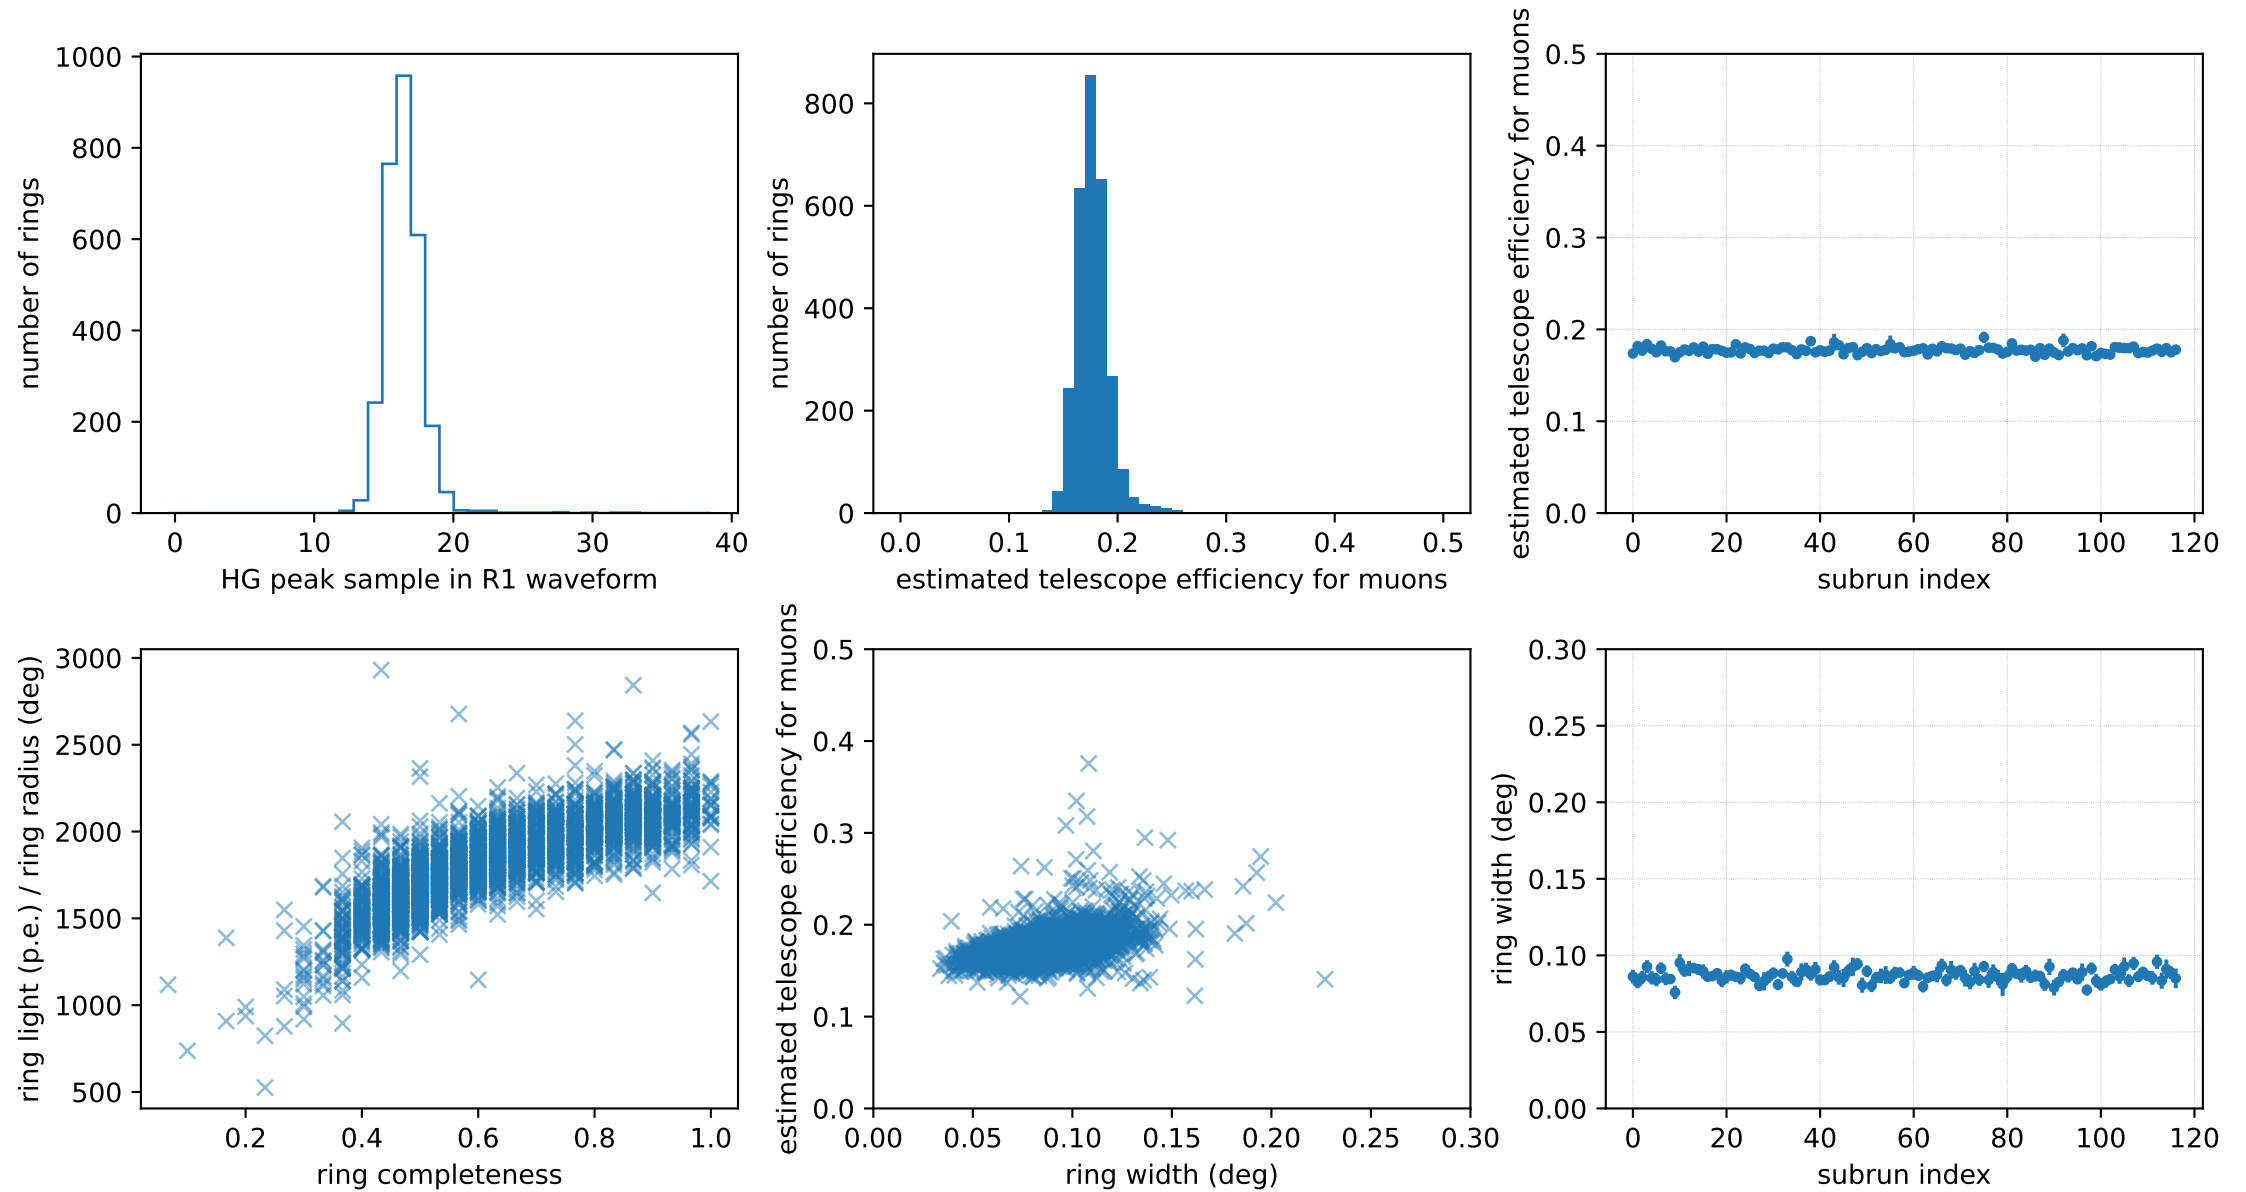 1000
800
600
400
200
0
number of rings
0 10 20 30 40
HG peak sample in R1 waveform
800
600
400
200
0
number of rings
0.0 0.1 0.2 0.3 0.4 0.5
estimated telescope efficiency for muons
0.5
0.4
0.3
0.2
0.1
0.0
estimated telescope efficiency for muons
0 20 40 60 80 100 120
subrun index
3000
2500
2000
1500
1000
500
ring light (p.e.) / ring radius (deg)
0.2 0.4 0.6 0.8 1.0
ring completeness
0.5
0.4
0.3
0.2
0.1
0.0
estimated telescope efficiency for muons
0.00 0.05 0.10 0.15 0.20 0.25 0.30
ring width (deg)
0.30
0.25
0.20
0.15
0.10
0.05
0.00
ring width (deg)
0 20 40 60 80 100 120
subrun index